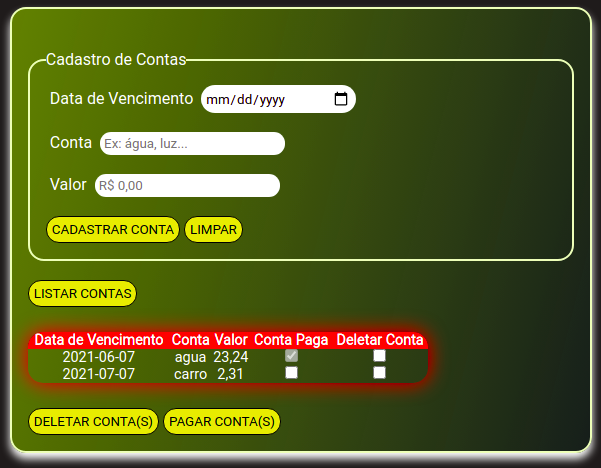 Cadastro de Contas
Data de Vencimento mm/dd/yyyy
Conta Ex: água, luz...
Valor R$ 0,00
CADASTRAR CONTA LIMPAR
LISTAR CONTAS
Data de Vencimento Conta Valor Conta Paga Deletar Conta
2021-06-07 agua 23,24
2021-07-07 carro 2,31
DELETAR CONTA(S) PAGAR CONTA(S)